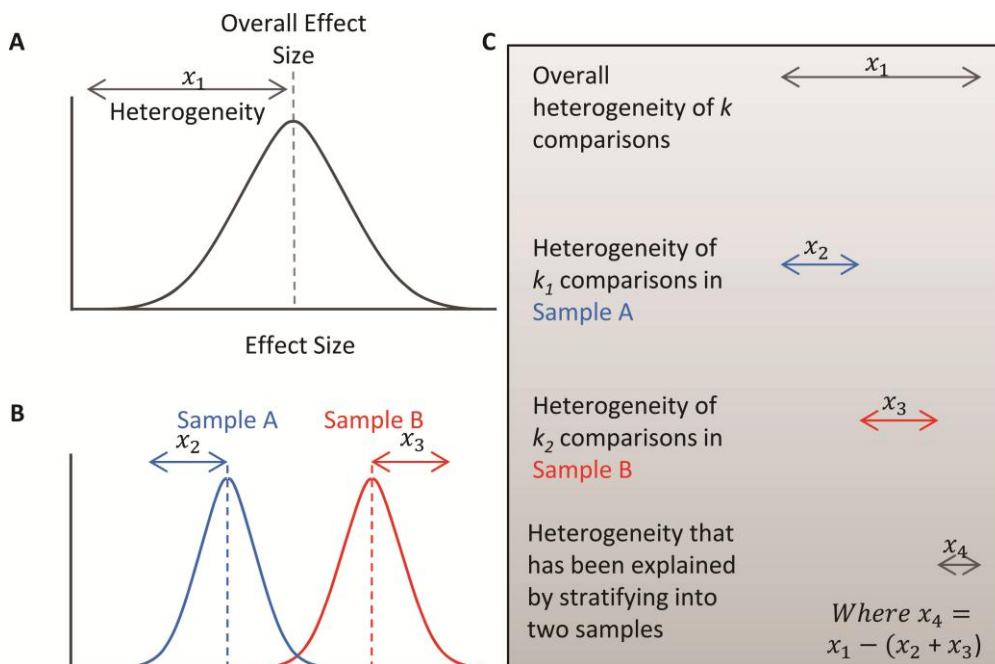 A
Overall Effect
Size
x₁
Heterogeneity
Effect Size
B
Sample A
Sample B
x₂
x₃
C
Overall
heterogeneity of k
comparisons
x₁
Heterogeneity of
k₁ comparisons in
Sample A
x₂
Heterogeneity of
k₂ comparisons in
Sample B
x₃
Heterogeneity that
has been explained
by stratifying into
two samples
x₄
Where x₄ =
x₁ − (x₂ + x₃)